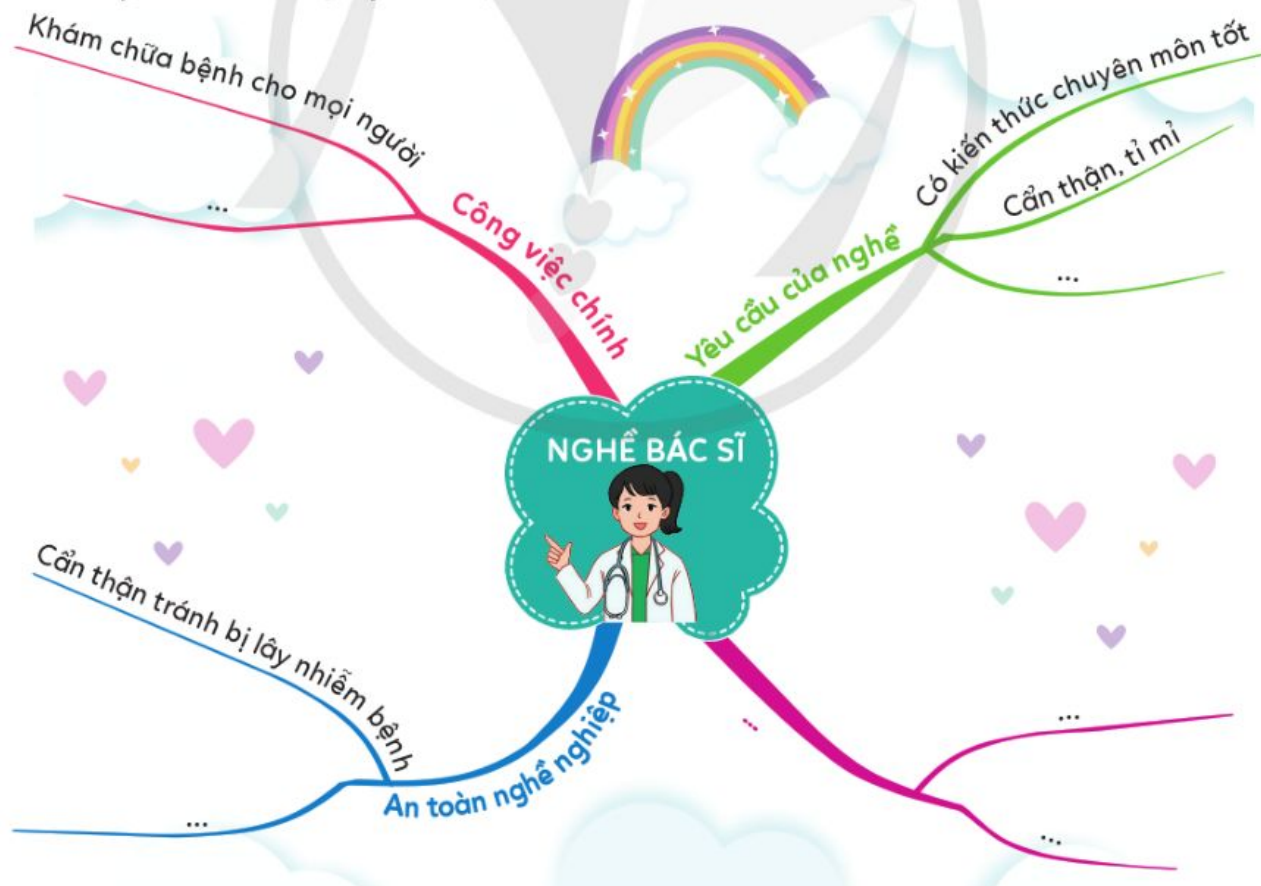 Khám chữa bệnh cho mọi người
...
Công việc chính
Có kiến thức chuyên môn tốt
Cẩn thận, tỉ mỉ
...
Yêu cầu của nghề
NGHỀ BÁC SĨ
Cẩn thận tránh bị lây nhiễm bệnh
...
An toàn nghề nghiệp
...
...
...